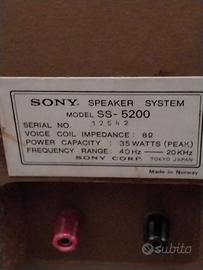 SONY SPEAKER SYSTEM
MODEL SS-5200
SERIAL NO. 12542
VOICE COIL IMPEDANCE : 8Ω
POWER CAPACITY : 35 WATTS (PEAK)
FREQUENCY RANGE : 40Hz — 20KHz
SONY CORP. TOKYO JAPAN
Made in Norway
subito